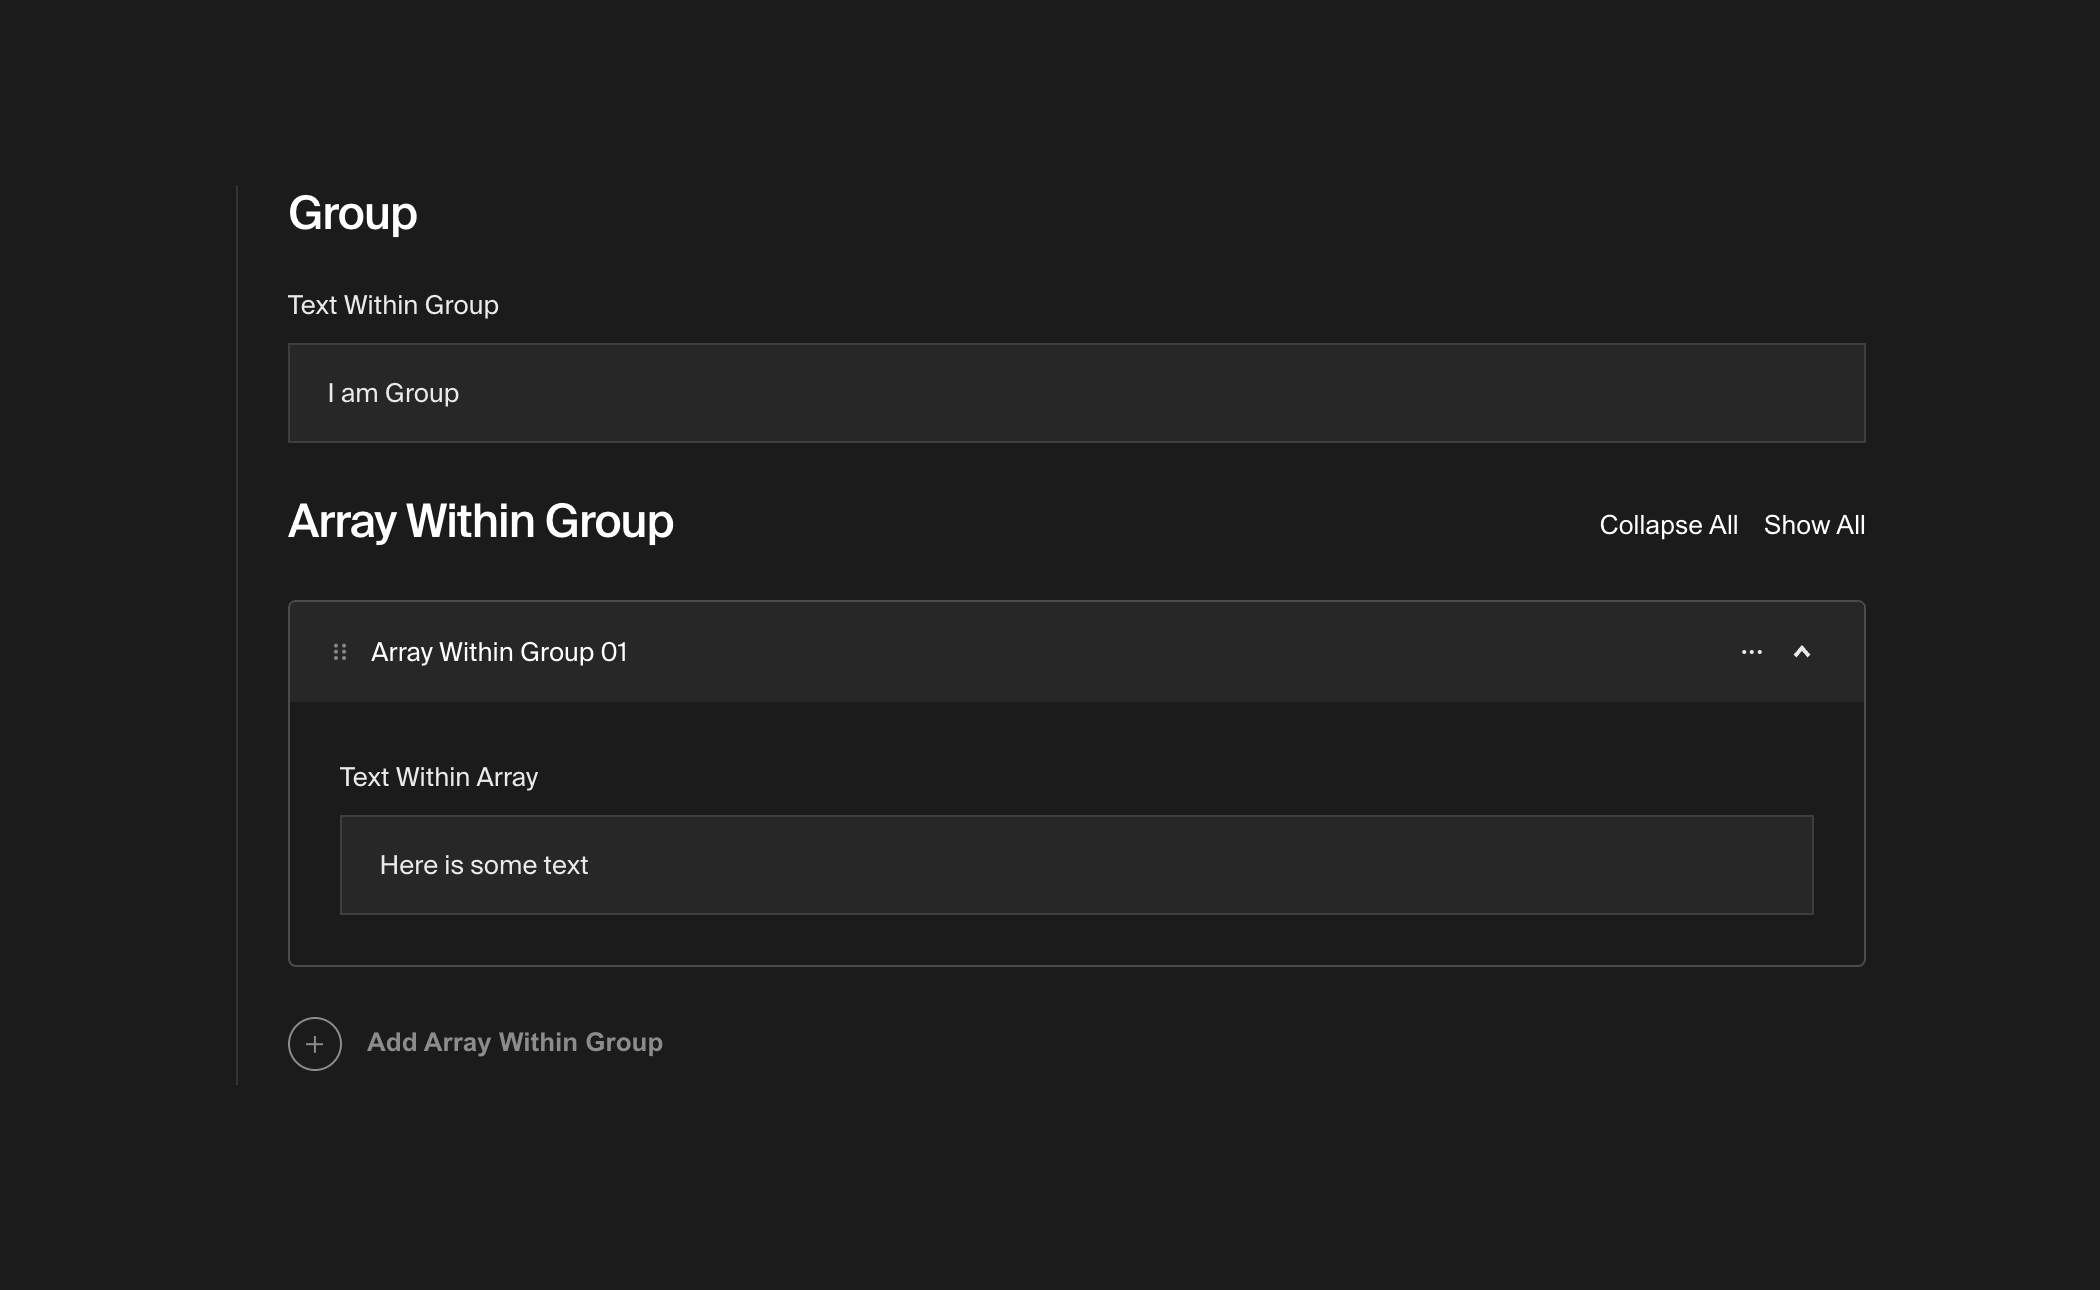 Group
Text Within Group
I am Group
Array Within Group
Collapse All Show All
Array Within Group 01
Text Within Array
Here is some text
Add Array Within Group